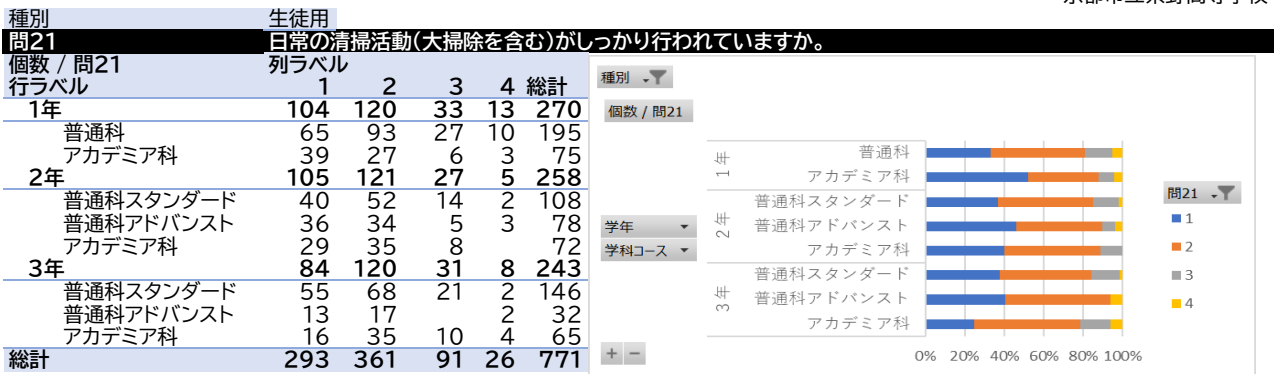 種別 生徒用
問21 日常の清掃活動(大掃除を含む)がしっかり行われていますか。
個数 / 問21 列ラベル
行ラベル 1 2 3 4 総計
1年 104 120 33 13 270
普通科 65 93 27 10 195
アカデミア科 39 27 6 3 75
2年 105 121 27 5 258
普通科スタンダード 40 52 14 2 108
普通科アドバンスト 36 34 5 3 78
アカデミア科 29 35 8 72
3年 84 120 31 8 243
普通科スタンダード 55 68 21 2 146
普通科アドバンスト 13 17 2 32
アカデミア科 16 35 10 4 65
総計 293 361 91 26 771
種別
個数 / 問21
学年
学科コース
1年
普通科
アカデミア科
2年
普通科スタンダード
普通科アドバンスト
アカデミア科
3年
普通科スタンダード
普通科アドバンスト
アカデミア科
0% 20% 40% 60% 80% 100%
問21
1
2
3
4